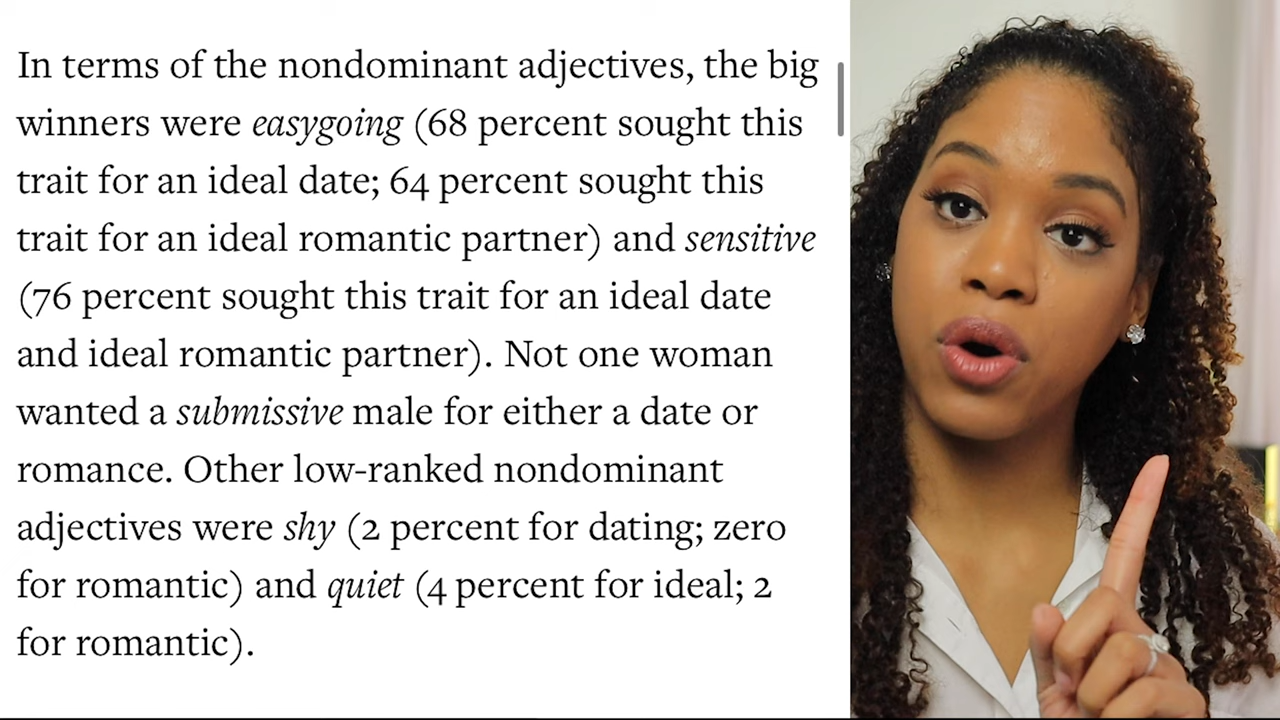 In terms of the nondominant adjectives, the big
winners were easygoing (68 percent sought this
trait for an ideal date; 64 percent sought this
trait for an ideal romantic partner) and sensitive
(76 percent sought this trait for an ideal date
and ideal romantic partner). Not one woman
wanted a submissive male for either a date or
romance. Other low-ranked nondominant
adjectives were shy (2 percent for dating; zero
for romantic) and quiet (4 percent for ideal; 2
for romantic).